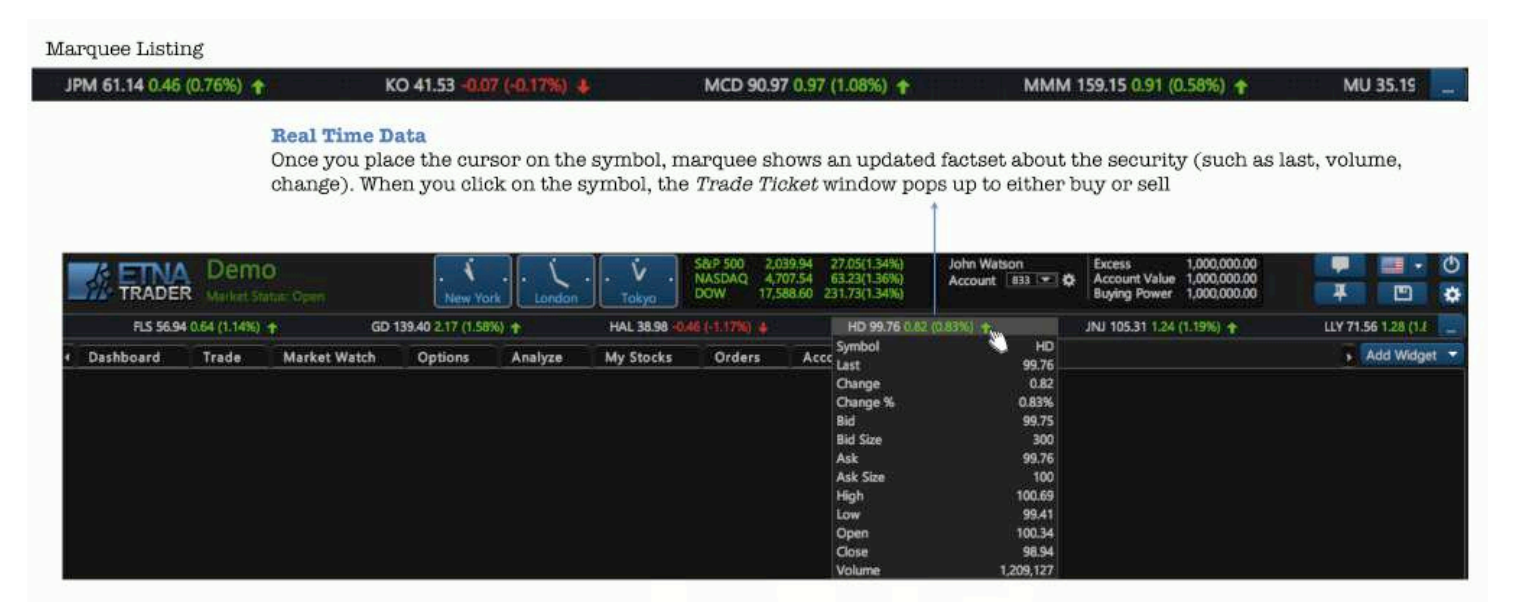 Marquee Listing
JPM 61.14 0.46 (0.76%) KO 41.53 -0.07 (-0.17%) MCD 90.97 0.97 (1.08%) MMM 159.15 0.91 (0.58%) MU 35.19 ...
Real Time Data
Once you place the cursor on the symbol, marquee shows an updated factset about the security (such as last, volume,
change). When you click on the symbol, the Trade Ticket window pops up to either buy or sell
ETNA
TRADER
Demo
Market Status: Open
New York London Tokyo
S&P 500 2,039.94 27.05(1.34%)
NASDAQ 4,707.54 63.23(1.36%)
DOW 17,588.60 231.73(1.34%)
John Watson
Account 833
Excess 1,000,000.00
Account Value 1,000,000.00
Buying Power 1,000,000.00
FLS 56.94 0.64 (1.14%) GD 139.40 2.17 (1.58%) HAL 38.98 -0.46 (-1.17%) HD 99.76 0.82 (0.83%) JNJ 105.31 1.24 (1.19%) LLY 71.56 1.28 ...
Dashboard Trade Market Watch Options Analyze My Stocks Orders Acc Add Widget
Symbol HD
Last 99.76
Change 0.82
Change % 0.83%
Bid 99.75
Bid Size 300
Ask 99.76
Ask Size 100
High 100.69
Low 99.41
Open 100.34
Close 98.94
Volume 1,209,127